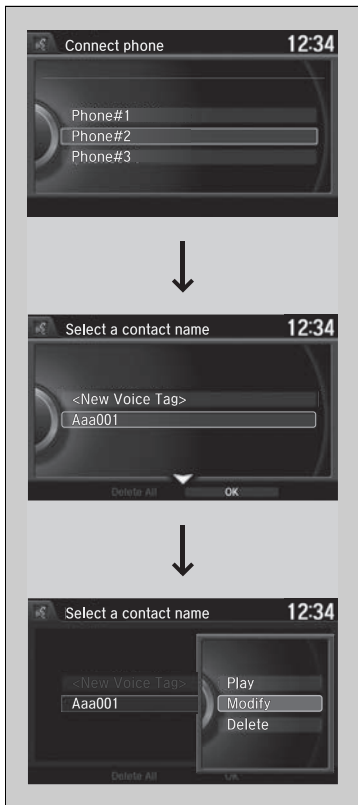 Connect phone 12:34
Phone#1
Phone#2
Phone#3
Select a contact name 12:34
<New Voice Tag>
Aaa001
Delete All OK
Select a contact name 12:34
<New Voice Tag> Play
Aaa001 Modify
Delete
Delete All OK